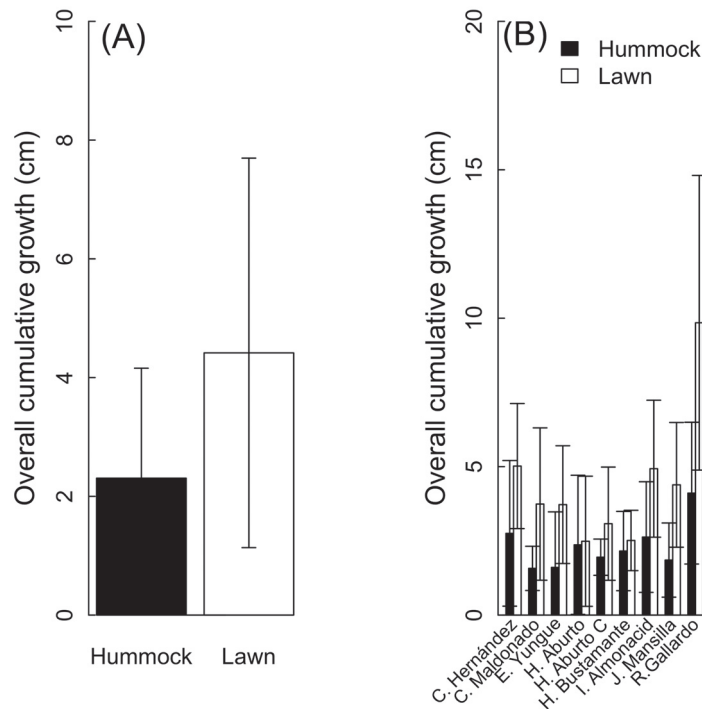 (A)
Overall cumulative growth (cm)
10
8
6
4
2
0
Hummock
Lawn
(B)
Hummock
Lawn
Overall cumulative growth (cm)
20
15
10
5
0
C. Hernández
C. Maldonado
E. Yungue
H. Aburto
H. Aburto C
H. Bustamante
I. Almonacid
J. Mansilla
R.Gallardo